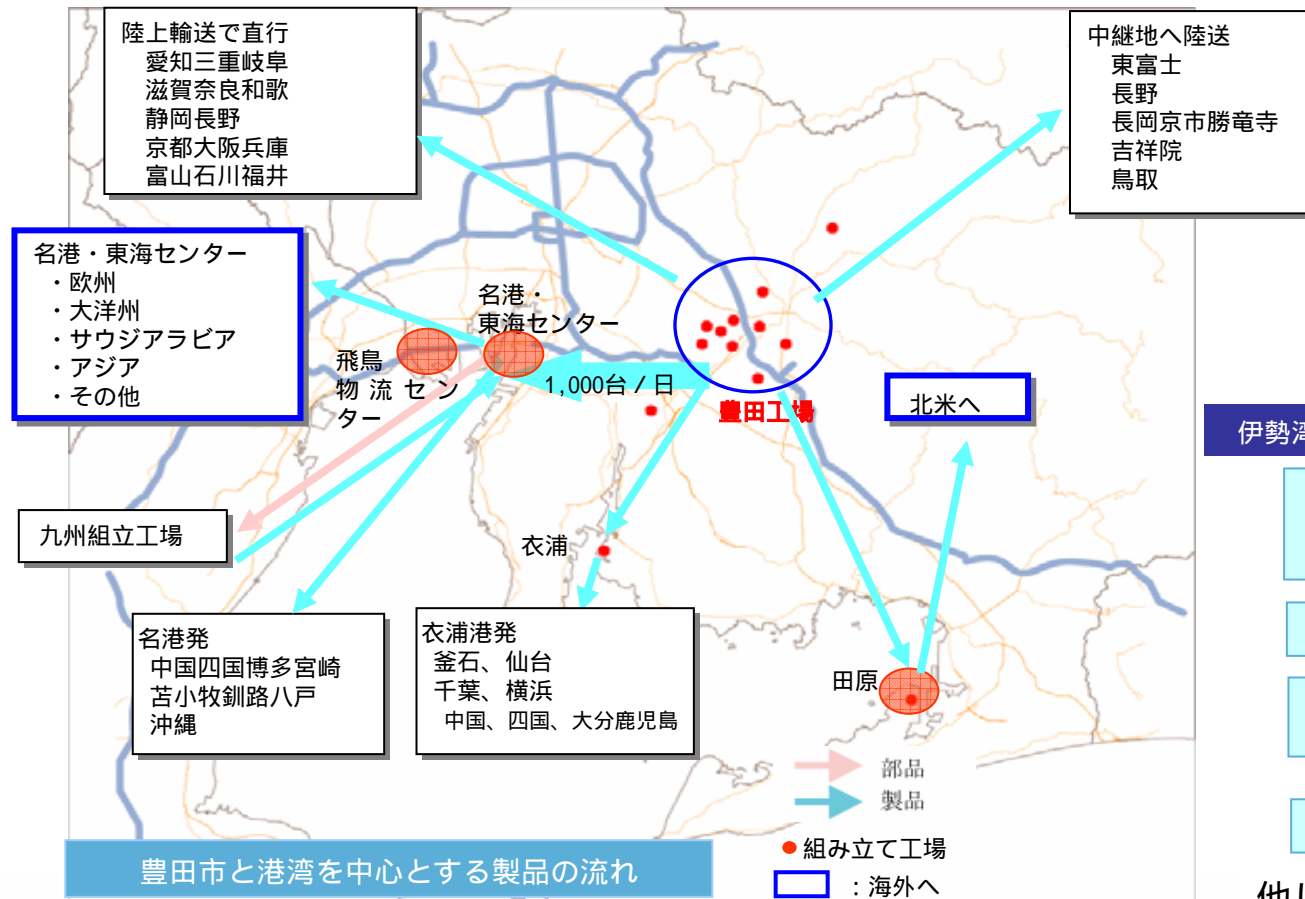 陸上輸送で直行
愛知三重岐阜
滋賀奈良和歌
静岡長野
京都大阪兵庫
富山石川福井
中継地へ陸送
東富士
長野
長岡京市勝竜寺
吉祥院
鳥取
名港・東海センター
・欧州
・大洋州
・サウジアラビア
・アジア
・その他
名港・
東海センター
飛島
物流セン
ター
1,000台/日
豊田工場
北米へ
伊勢湾
九州組立工場
衣浦
名港発
中国四国博多宮崎
苫小牧釧路八戸
沖縄
衣浦港発
釜石、仙台
千葉、横浜
中国、四国、大分鹿児島
田原
部品
製品
組み立て工場
:海外へ
豊田市と港湾を中心とする製品の流れ